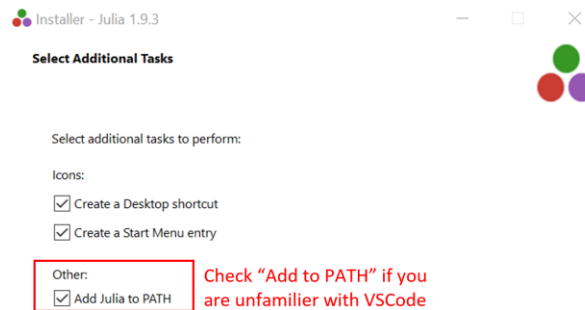 Installer - Julia 1.9.3
Select Additional Tasks
Select additional tasks to perform:
Icons:
Create a Desktop shortcut
Create a Start Menu entry
Other:
Add Julia to PATH
Check “Add to PATH” if you
are unfamilier with VSCode